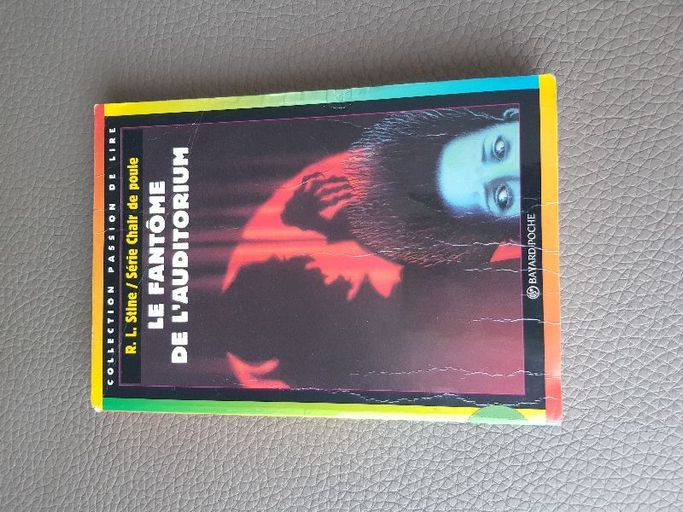 COLLECTION PASSION DE LIRE
R. L. Stine / Série Chair de poule
LE FANTÔME
DE L'AUDITORIUM
BAYARD POCHE